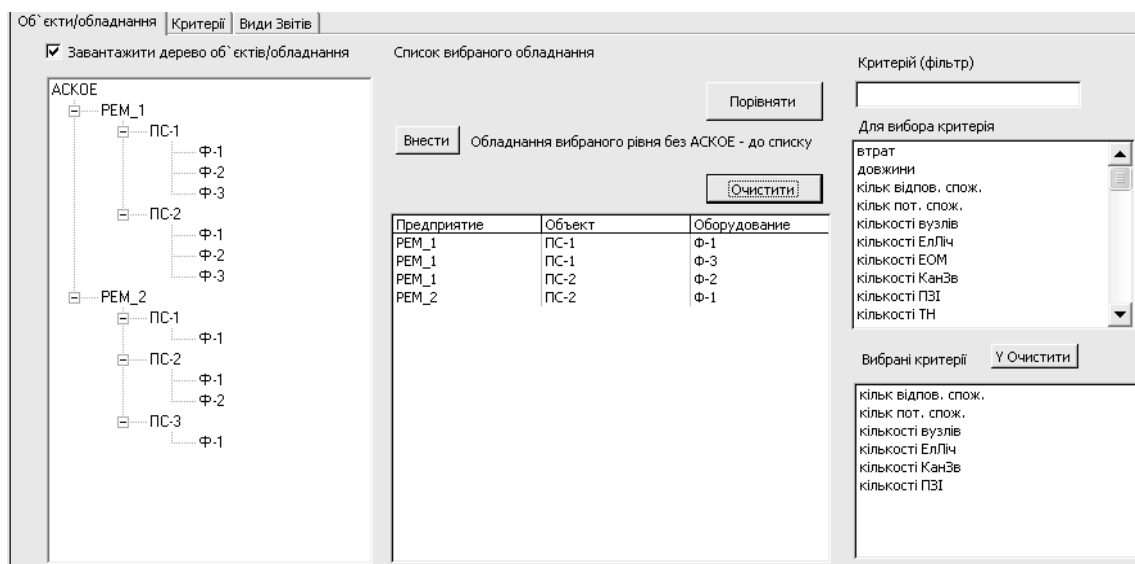 Об`єкти/обладнання Критерії Види Звітів
Завантажити дерево об`єктів/обладнання
АСКОЕ
РЕМ_1
ПС-1
Ф-1
Ф-2
Ф-3
ПС-2
Ф-1
Ф-2
Ф-3
РЕМ_2
ПС-1
Ф-1
ПС-2
Ф-1
Ф-2
ПС-3
Ф-1
Список вибраного обладнання
Порівняти
Внести Обладнання вибраного рівня без АСКОЕ - до списку
Очистити
Предприятие Объект Оборудование
РЕМ_1 ПС-1 Ф-1
РЕМ_1 ПС-1 Ф-3
РЕМ_1 ПС-2 Ф-2
РЕМ_2 ПС-2 Ф-1
Критерій (фільтр)
Для вибора критерія
втрат
довжини
кільк відпов. спож.
кільк пот. спож.
кількості вузлів
кількості ЕлЛіч
кількості ЕОМ
кількості КанЗв
кількості ПЗІ
кількості ТН
Вибрані критерії У Очистити
кільк відпов. спож.
кільк пот. спож.
кількості вузлів
кількості ЕлЛіч
кількості КанЗв
кількості ПЗІ